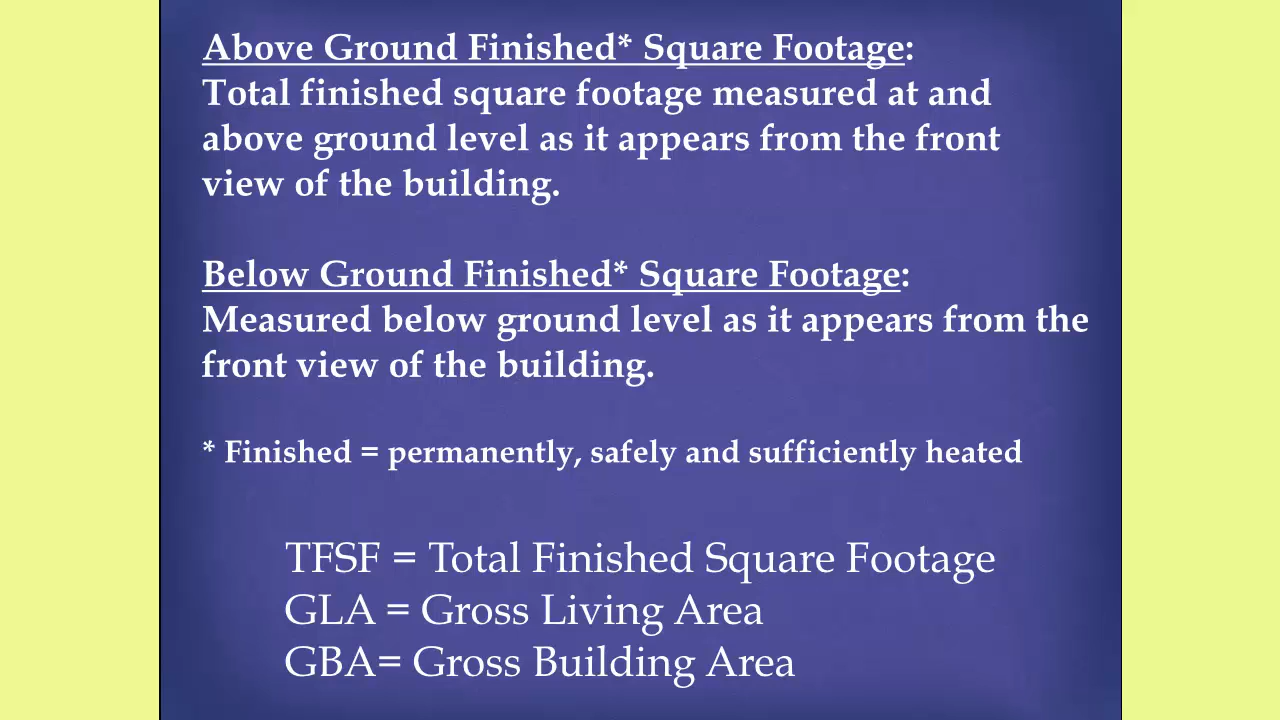 Above Ground Finished* Square Footage:
Total finished square footage measured at and
above ground level as it appears from the front
view of the building.
Below Ground Finished* Square Footage:
Measured below ground level as it appears from the
front view of the building.
* Finished = permanently, safely and sufficiently heated
TFSF = Total Finished Square Footage
GLA = Gross Living Area
GBA= Gross Building Area